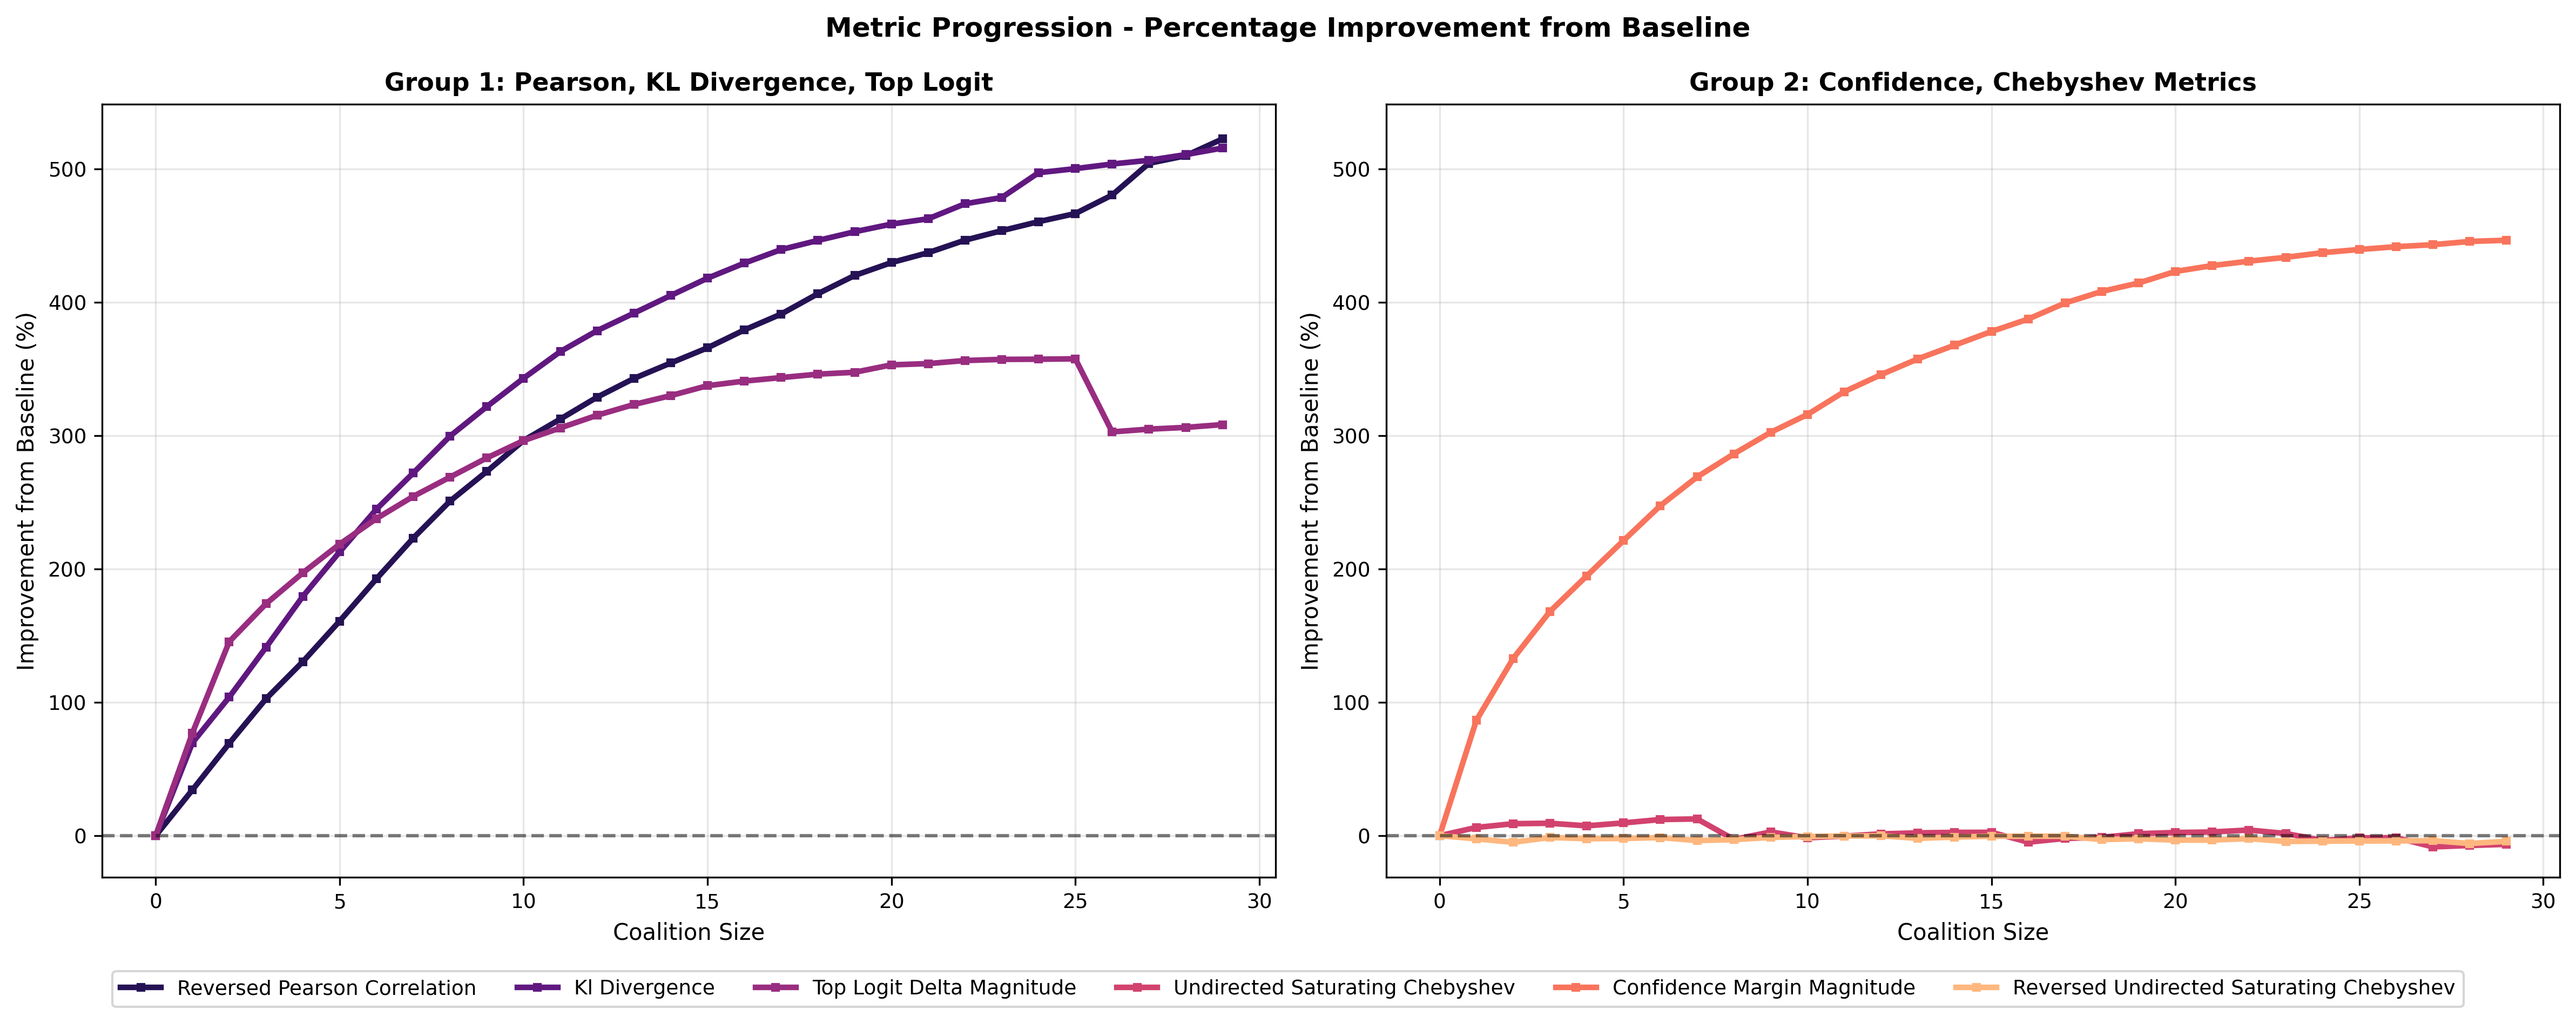 Metric Progression - Percentage Improvement from Baseline
Group 1: Pearson, KL Divergence, Top Logit
Improvement from Baseline (%)
500
400
300
200
100
0
0 5 10 15 20 25 30
Coalition Size
Group 2: Confidence, Chebyshev Metrics
Improvement from Baseline (%)
500
400
300
200
100
0
0 5 10 15 20 25 30
Coalition Size
Reversed Pearson Correlation Kl Divergence Top Logit Delta Magnitude Undirected Saturating Chebyshev Confidence Margin Magnitude Reversed Undirected Saturating Chebyshev